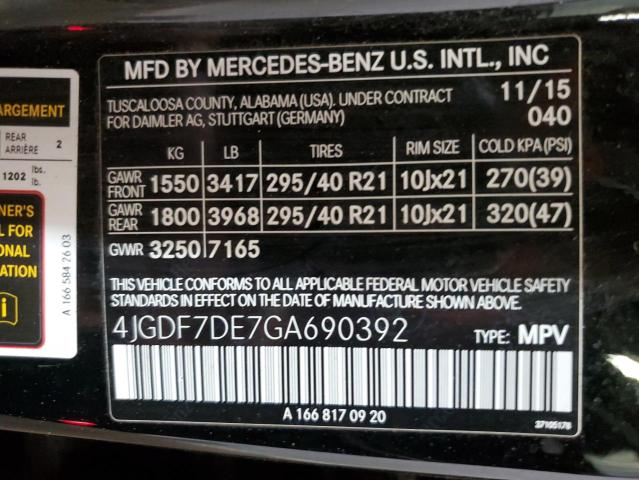 MFD BY MERCEDES-BENZ U.S. INTL., INC
TUSCALOOSA COUNTY, ALABAMA (USA). UNDER CONTRACT 11/15
FOR DAIMLER AG, STUTTGART (GERMANY) 040
KG LB TIRES RIM SIZE COLD KPA(PSI)
GAWR FRONT 1550 3417 295/40 R21 10Jx21 270(39)
GAWR REAR 1800 3968 295/40 R21 10Jx21 320(47)
GVWR 3250 7165
THIS VEHICLE CONFORMS TO ALL APPLICABLE FEDERAL MOTOR VEHICLE SAFETY
STANDARDS IN EFFECT ON THE DATE OF MANUFACTURE SHOWN ABOVE.
4JGDF7DE7GA690392 TYPE: MPV
A 166 817 09 20
37105178
ARGEMENT
REAR
ARRIÈRE 2
1202 lbs.
lb.
NER'S
L FOR
ONAL
ATION
i
A 166 584 26 03